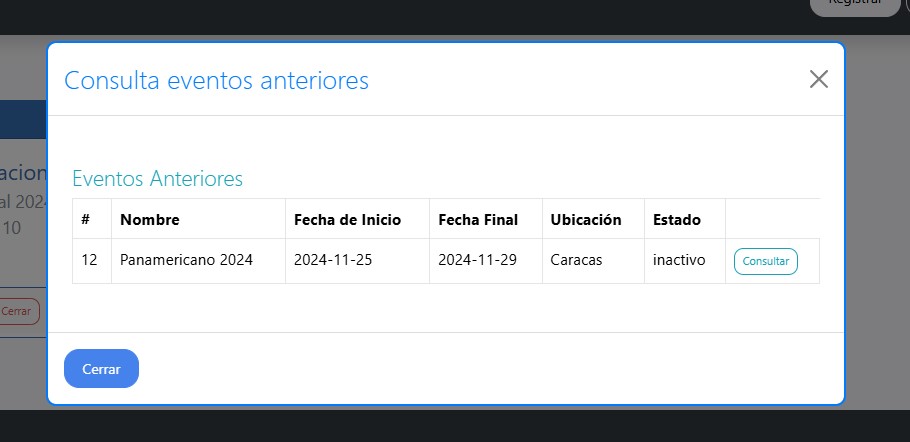 Registrar
Consulta eventos anteriores
Eventos Anteriores
# Nombre Fecha de Inicio Fecha Final Ubicación Estado
12 Panamericano 2024 2024-11-25 2024-11-29 Caracas inactivo Consultar
acion
al 2024
10
Cerrar
Cerrar